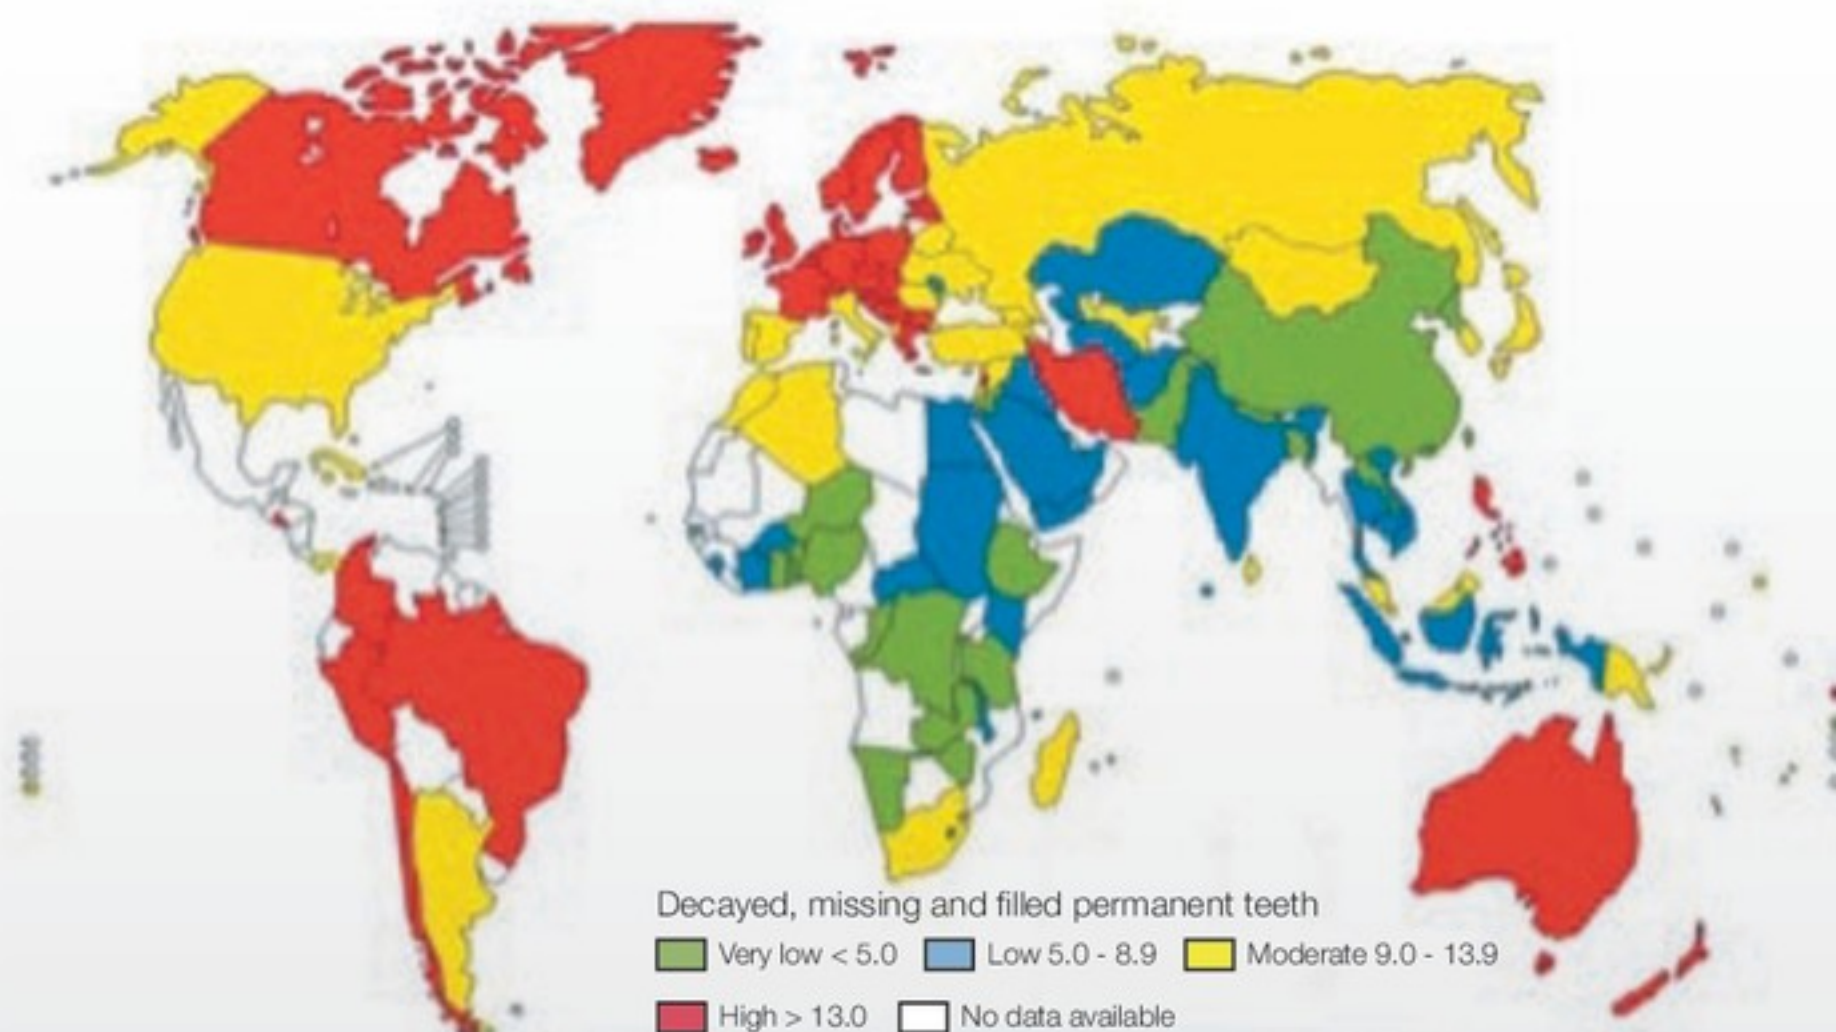 Decayed, missing and filled permanent teeth
Very low < 5.0 Low 5.0 - 8.9 Moderate 9.0 - 13.9
High > 13.0 No data available